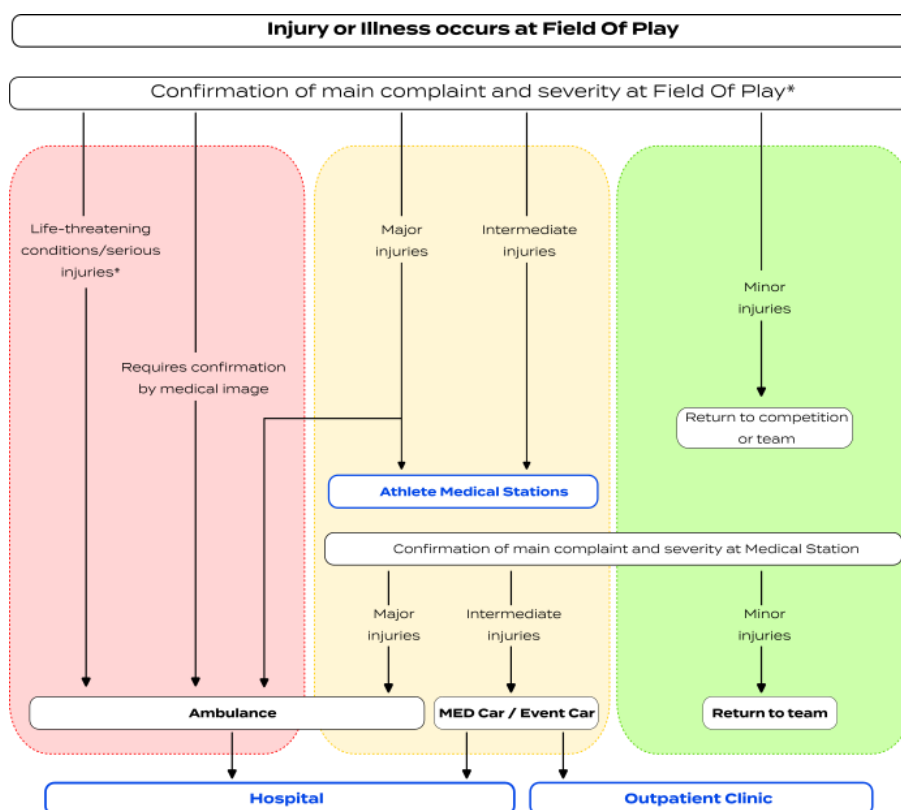 Injury or Illness occurs at Field Of Play
Confirmation of main complaint and severity at Field Of Play*
Life-threatening
conditions/serious
injuries*
Major
injuries
Intermediate
injuries
Minor
injuries
Requires confirmation
by medical image
Return to competition
or team
Athlete Medical Stations
Confirmation of main complaint and severity at Medical Station
Major
injuries
Intermediate
injuries
Minor
injuries
Ambulance
MED Car / Event Car
Return to team
Hospital
Outpatient Clinic